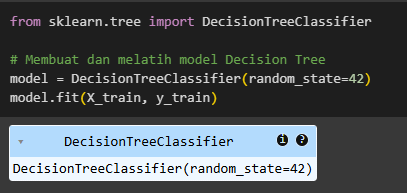 from sklearn.tree import DecisionTreeClassifier
# Membuat dan melatih model Decision Tree
model = DecisionTreeClassifier(random_state=42)
model.fit(X_train, y_train)
▾ DecisionTreeClassifier i ?
DecisionTreeClassifier(random_state=42)